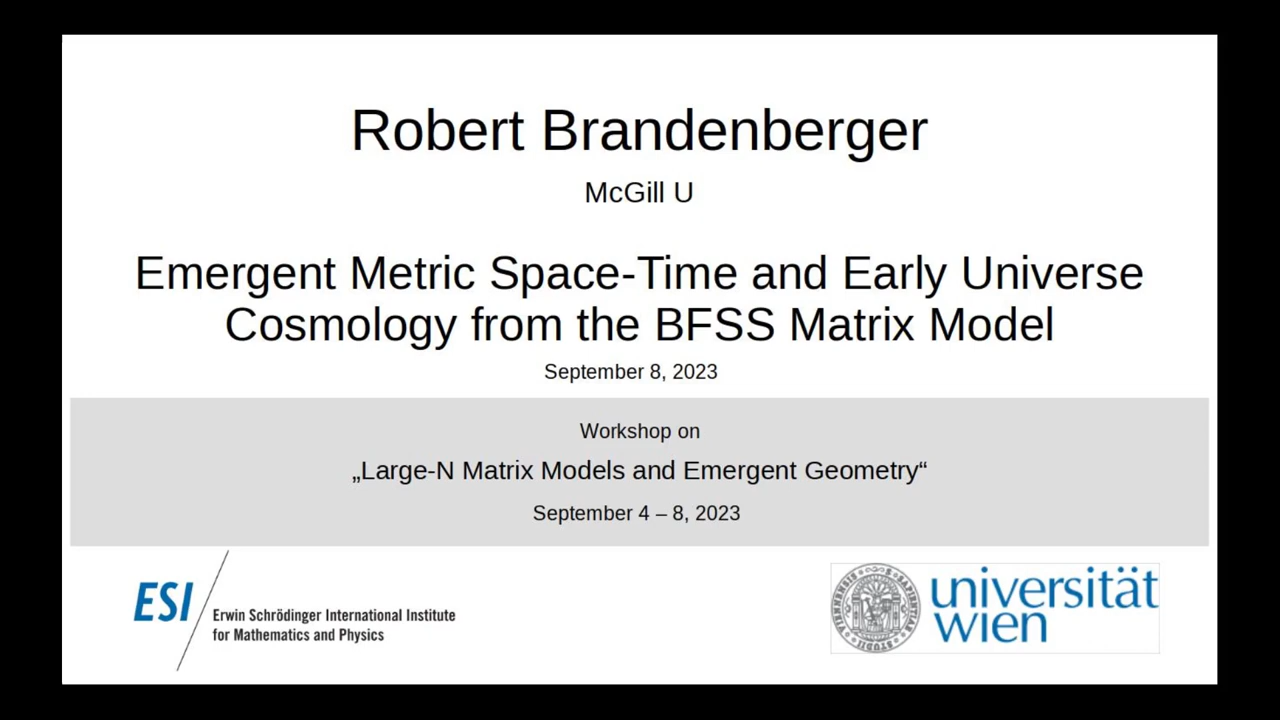 Robert Brandenberger
McGill U
Emergent Metric Space-Time and Early Universe
Cosmology from the BFSS Matrix Model
September 8, 2023
Workshop on
„Large-N Matrix Models and Emergent Geometry“
September 4 – 8, 2023
ESI
Erwin Schrödinger International Institute
for Mathematics and Physics
universität
wien